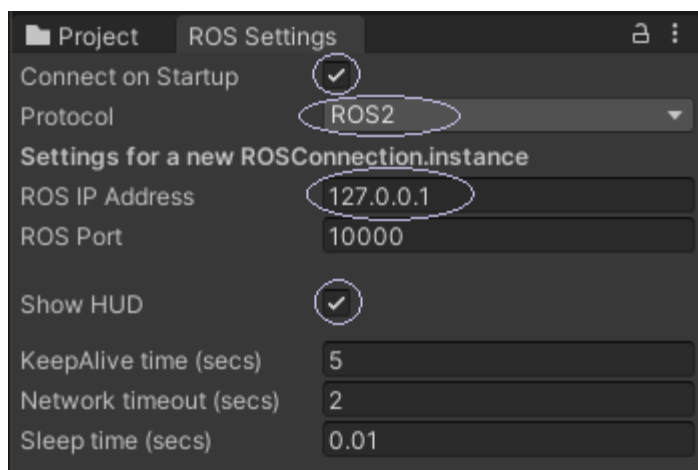 Project ROS Settings
Connect on Startup
Protocol ROS2
Settings for a new ROSConnection.instance
ROS IP Address 127.0.0.1
ROS Port 10000
Show HUD
KeepAlive time (secs) 5
Network timeout (secs) 2
Sleep time (secs) 0.01